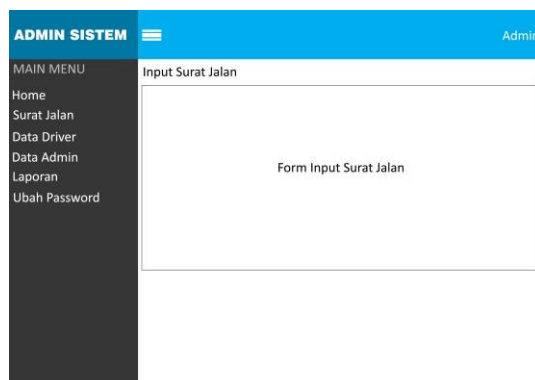 ADMIN SISTEM
Admin
MAIN MENU
Home
Surat Jalan
Data Driver
Data Admin
Laporan
Ubah Password
Input Surat Jalan
Form Input Surat Jalan